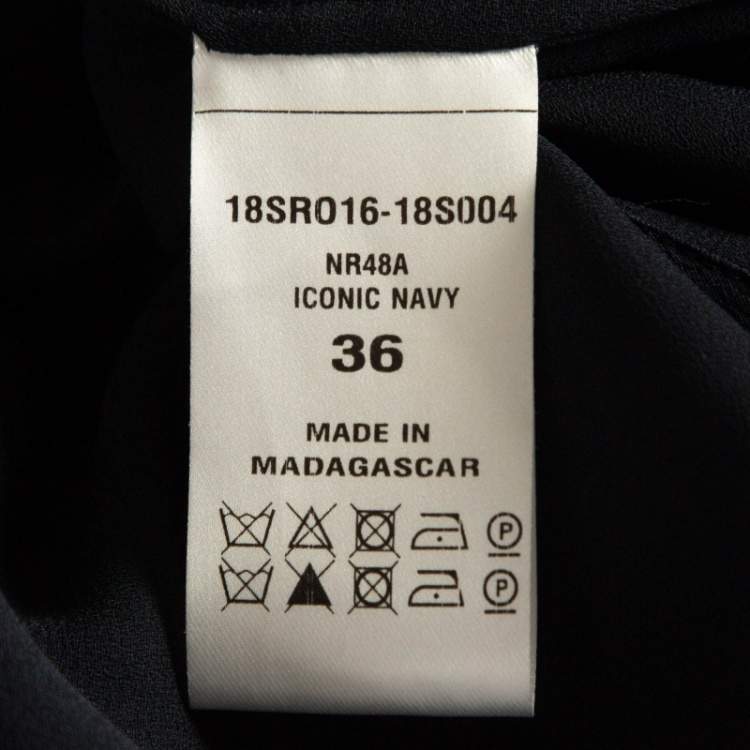 18SR016-18S004
NR48A
ICONIC NAVY
36
MADE IN
MADAGASCAR
P
P